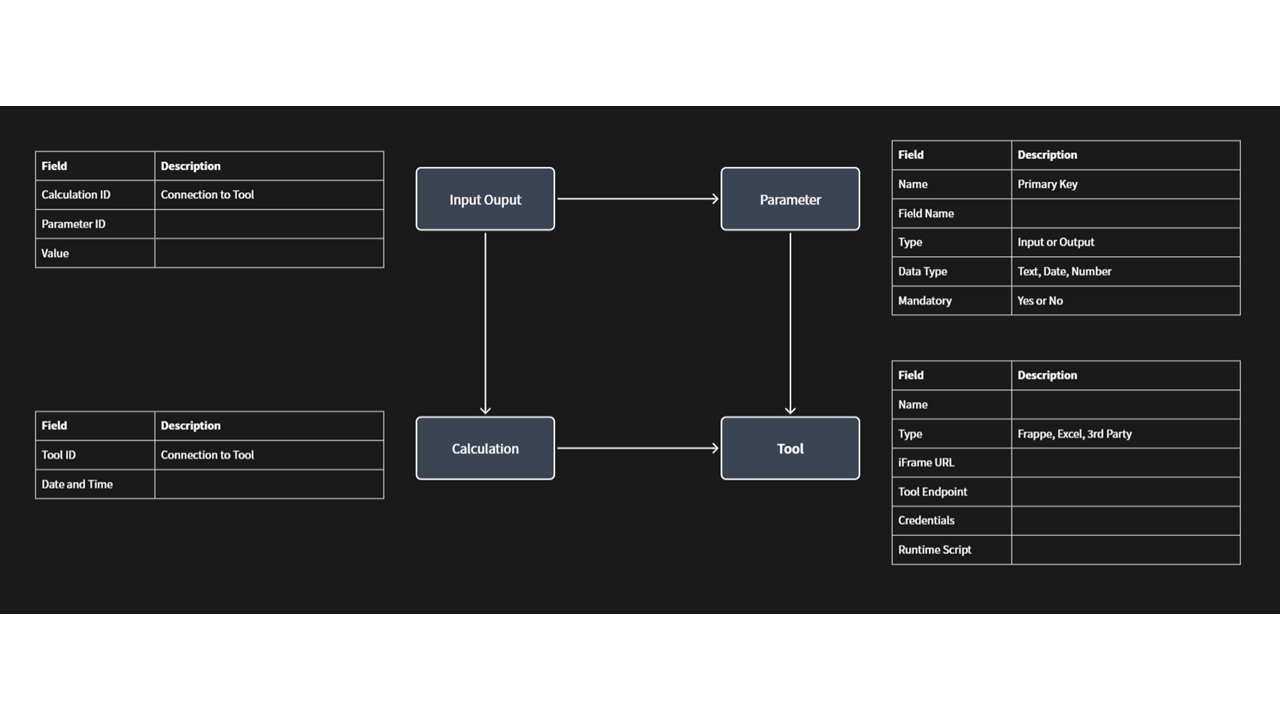 Field Description
Calculation ID Connection to Tool
Parameter ID
Value
Input Ouput
Parameter
Field Description
Name Primary Key
Field Name
Type Input or Output
Data Type Text, Date, Number
Mandatory Yes or No
Field Description
Tool ID Connection to Tool
Date and Time
Calculation
Tool
Field Description
Name
Type Frappe, Excel, 3rd Party
iFrame URL
Tool Endpoint
Credentials
Runtime Script